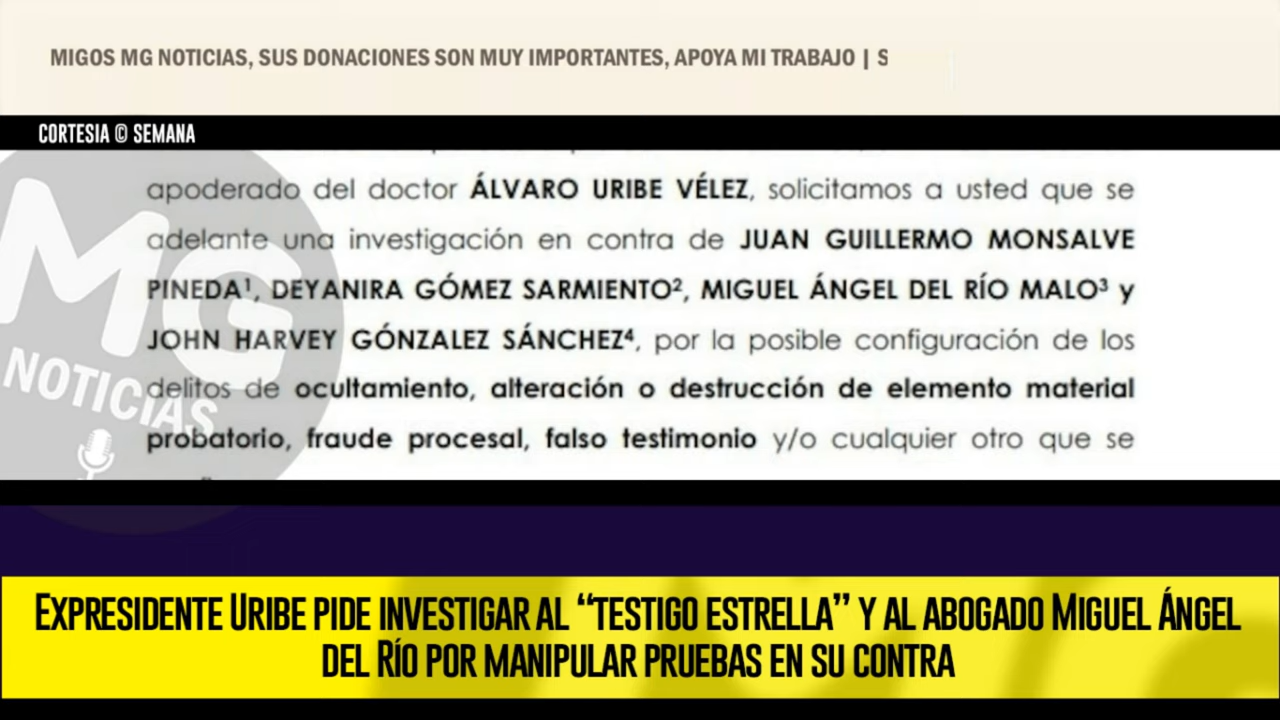 MIGOS MG NOTICIAS, SUS DONACIONES SON MUY IMPORTANTES, APOYA MI TRABAJO | S
CORTESIA © SEMANA
apoderado del doctor ÁLVARO URIBE VÉLEZ, solicitamos a usted que se
adelante una investigación en contra de JUAN GUILLERMO MONSALVE
PINEDA¹, DEYANIRA GÓMEZ SARMIENTO², MIGUEL ÁNGEL DEL RÍO MALO³ y
JOHN HARVEY GÓNZALEZ SÁNCHEZ⁴, por la posible configuración de los
delitos de ocultamiento, alteración o destrucción de elemento material
probatorio, fraude procesal, falso testimonio y/o cualquier otro que se
MG
NOTICIAS
EXPRESIDENTE URIBE PIDE INVESTIGAR AL “TESTIGO ESTRELLA” Y AL ABOGADO MIGUEL ÁNGEL
DEL RÍO POR MANIPULAR PRUEBAS EN SU CONTRA